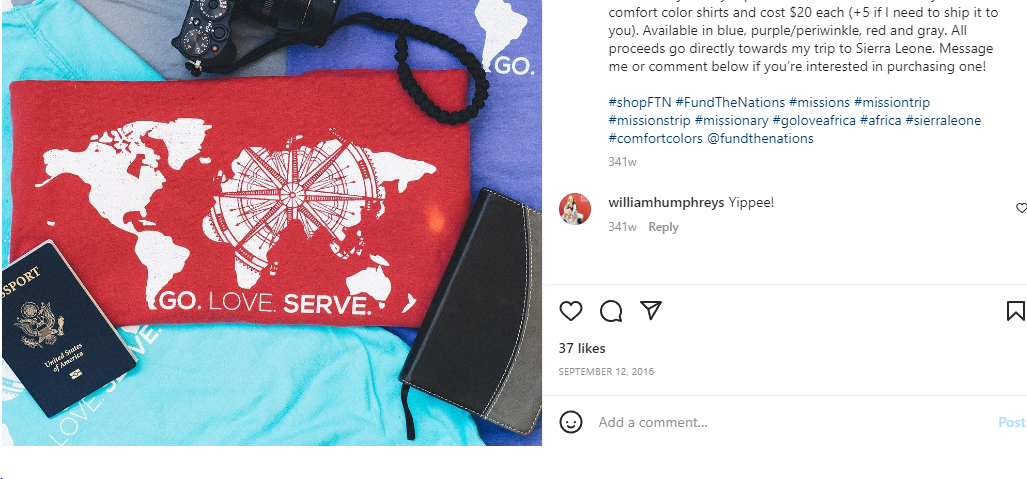 GO.
SSPORT
United States
of America
GO. LOVE. SERVE.
LOVE. SERVE.
comfort color shirts and cost $20 each (+5 if I need to ship it to
you). Available in blue, purple/periwinkle, red and gray. All
proceeds go directly towards my trip to Sierra Leone. Message
me or comment below if you're interested in purchasing one!
#shopFTN #FundTheNations #missions #missiontrip
#missionstrip #missionary #goloveafrica #africa #sierraleone
#comfortcolors @fundthenations
341w
williamhumphreys Yippee!
341w Reply
37 likes
SEPTEMBER 12, 2016
Add a comment... Post